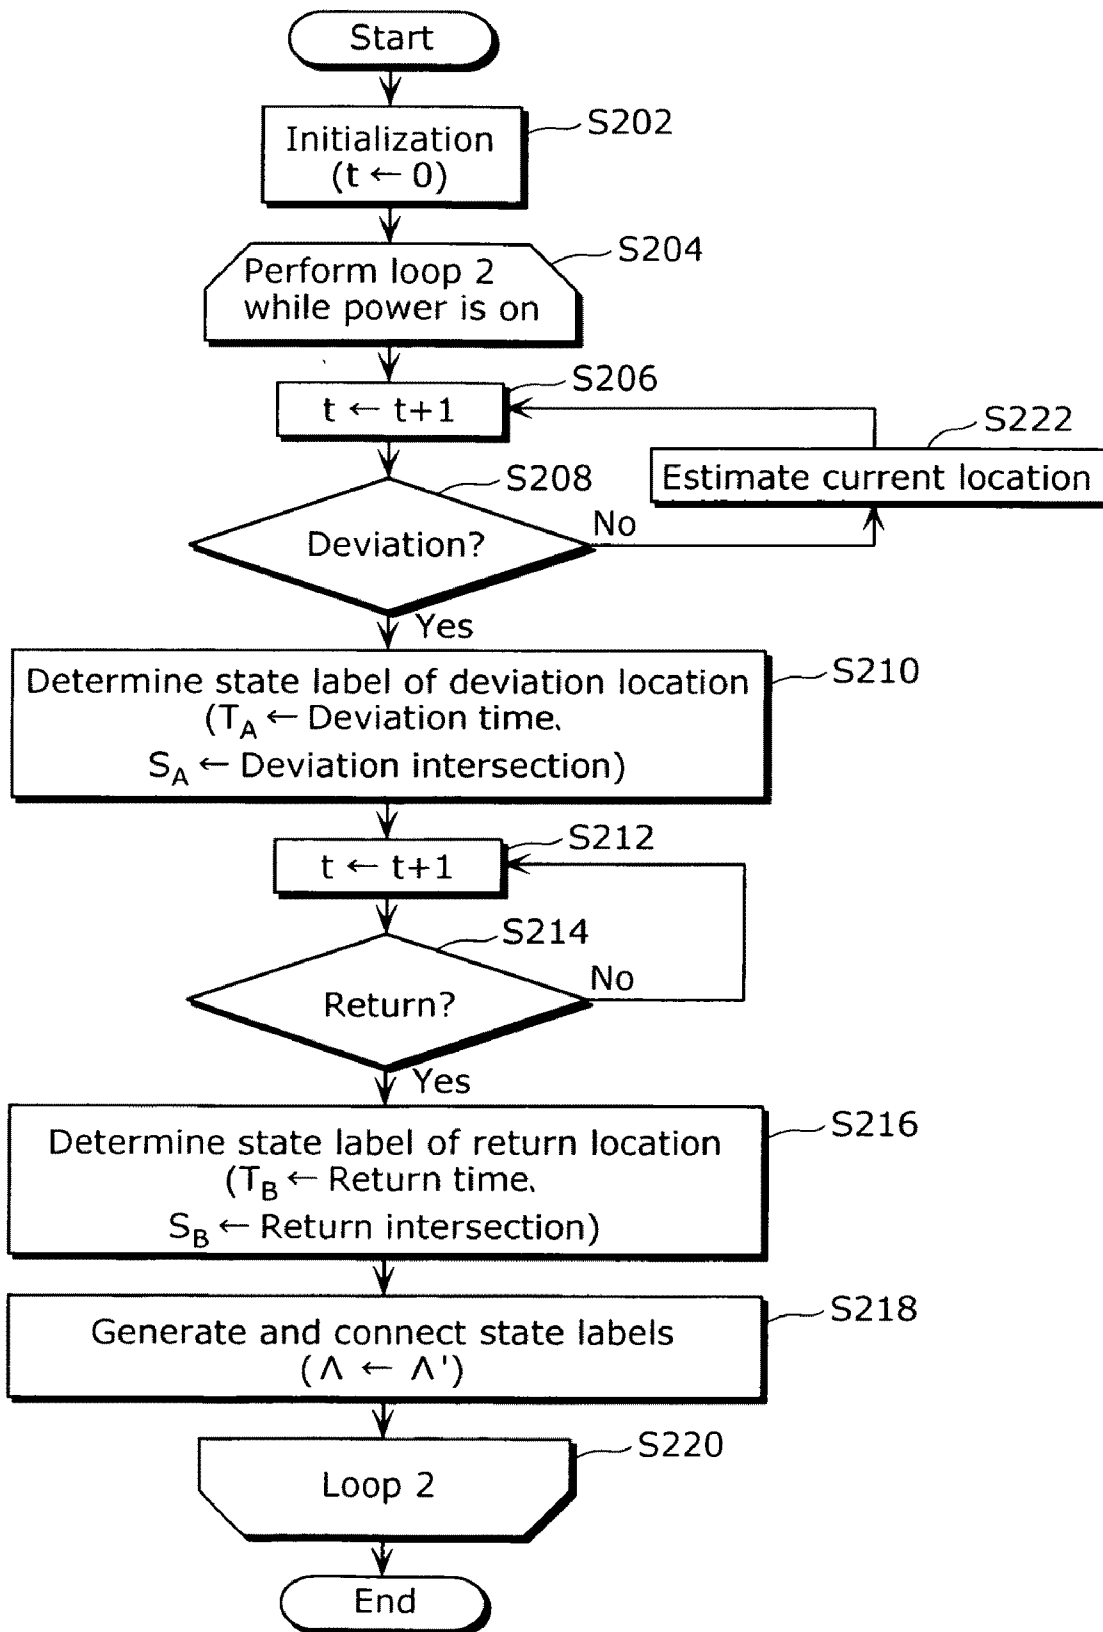 Start
Initialization
(t ← 0)
S202
Perform loop 2
while power is on
S204
t ← t+1
S206
Estimate current location
S222
Deviation?
S208
No
Yes
Determine state label of deviation location
(T_A ← Deviation time.
S_A ← Deviation intersection)
S210
t ← t+1
S212
Return?
S214
No
Yes
Determine state label of return location
(T_B ← Return time.
S_B ← Return intersection)
S216
Generate and connect state labels
(Λ ← Λ')
S218
Loop 2
S220
End